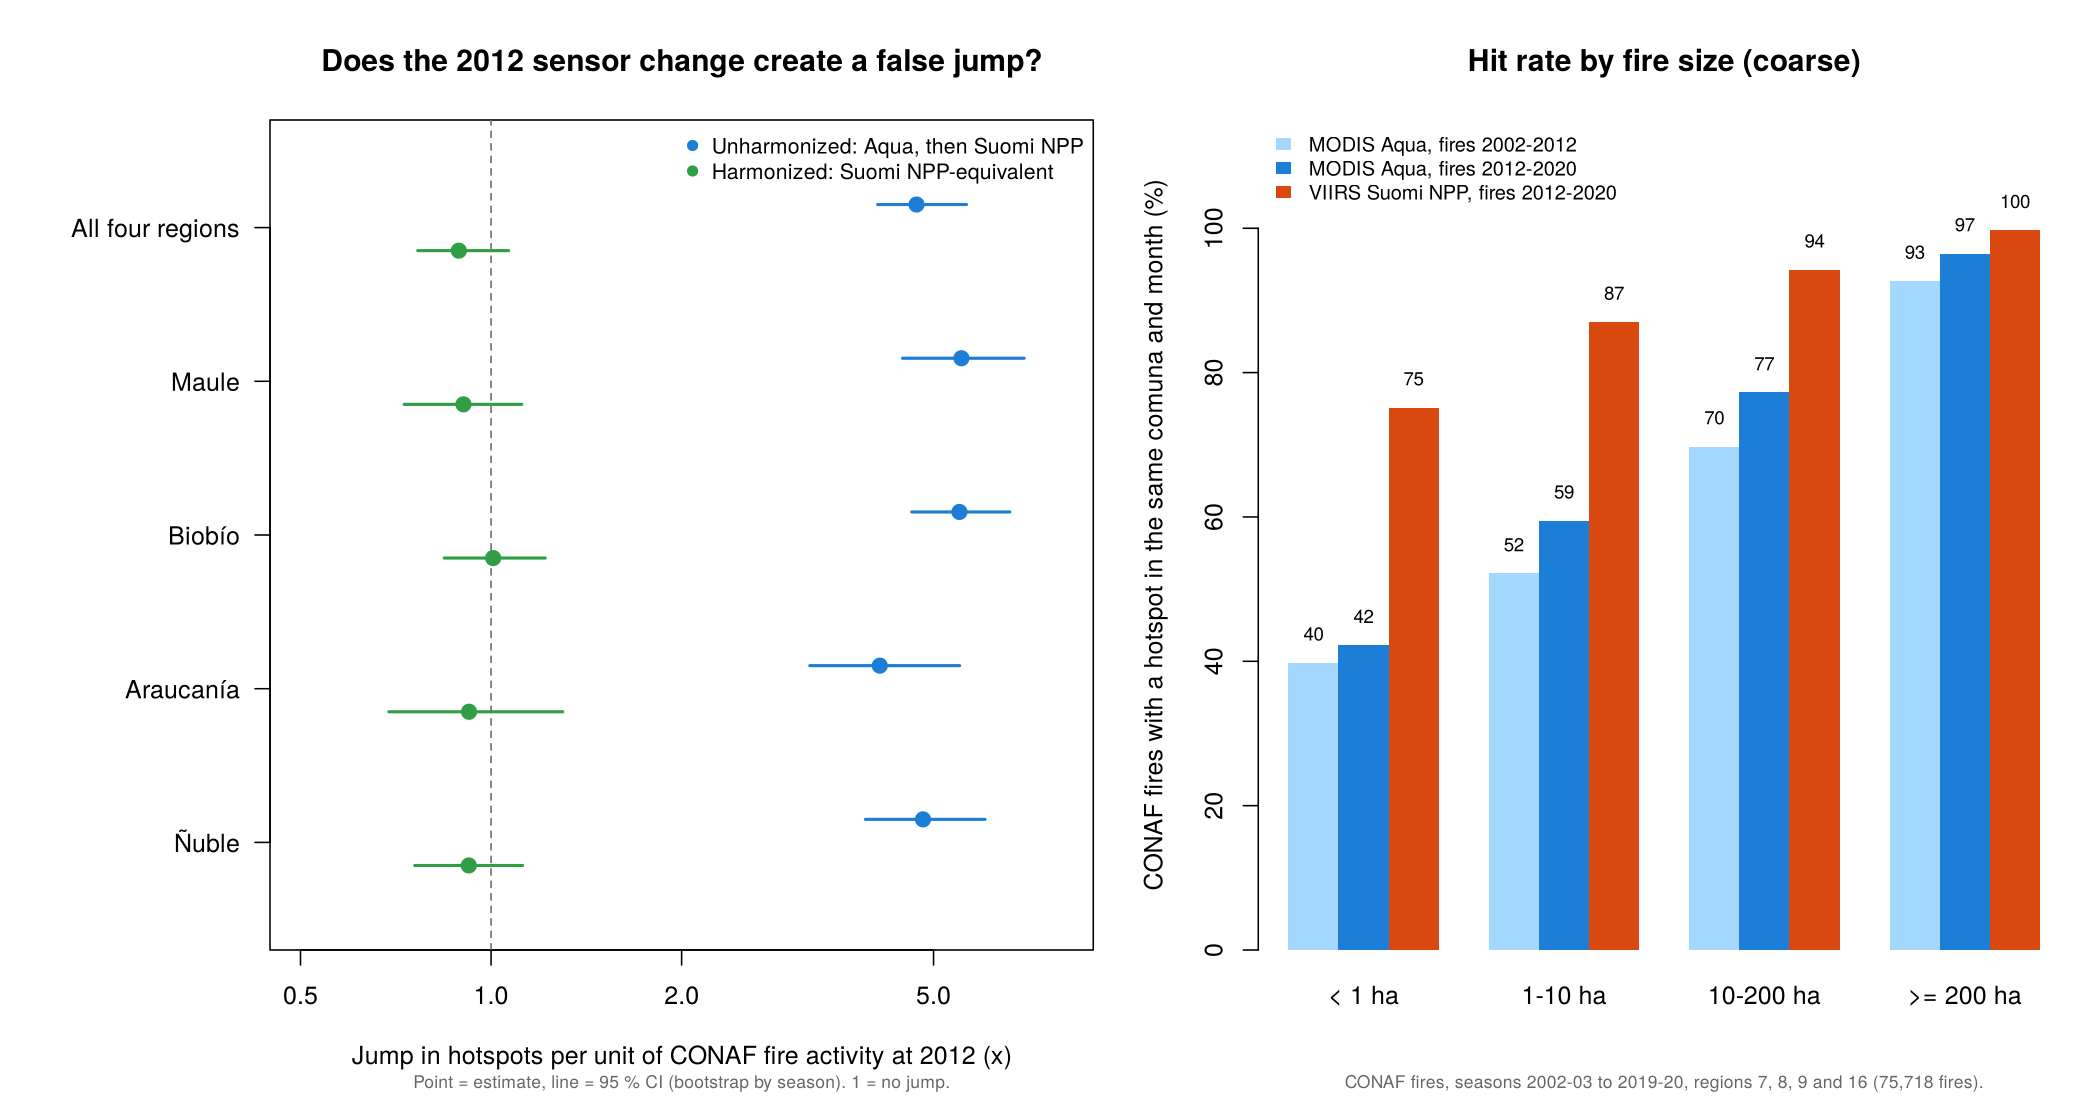 Does the 2012 sensor change create a false jump?
Unharmonized: Aqua, then Suomi NPP
Harmonized: Suomi NPP-equivalent
All four regions
Maule
Biobío
Araucanía
Ñuble
0.5 1.0 2.0 5.0
Jump in hotspots per unit of CONAF fire activity at 2012 (x)
Point = estimate, line = 95 % CI (bootstrap by season). 1 = no jump.
Hit rate by fire size (coarse)
MODIS Aqua, fires 2002-2012
MODIS Aqua, fires 2012-2020
VIIRS Suomi NPP, fires 2012-2020
CONAF fires with a hotspot in the same comuna and month (%)
100
80
60
40
20
0
40 42 75
52 59 87
70 77 94
93 97 100
< 1 ha 1-10 ha 10-200 ha >= 200 ha
CONAF fires, seasons 2002-03 to 2019-20, regions 7, 8, 9 and 16 (75,718 fires).